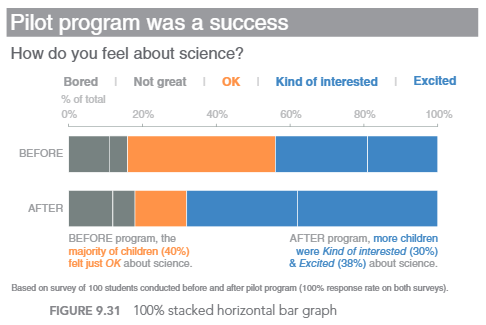 Pilot program was a success
How do you feel about science?
Bored | Not great | OK | Kind of interested | Excited
% of total
0% 20% 40% 60% 80% 100%
BEFORE
AFTER
BEFORE program, the
majority of children (40%)
felt just OK about science.
AFTER program, more children
were Kind of interested (30%)
& Excited (38%) about science.
Based on survey of 100 students conducted before and after pilot program (100% response rate on both surveys).
FIGURE 9.31 100% stacked horizontal bar graph